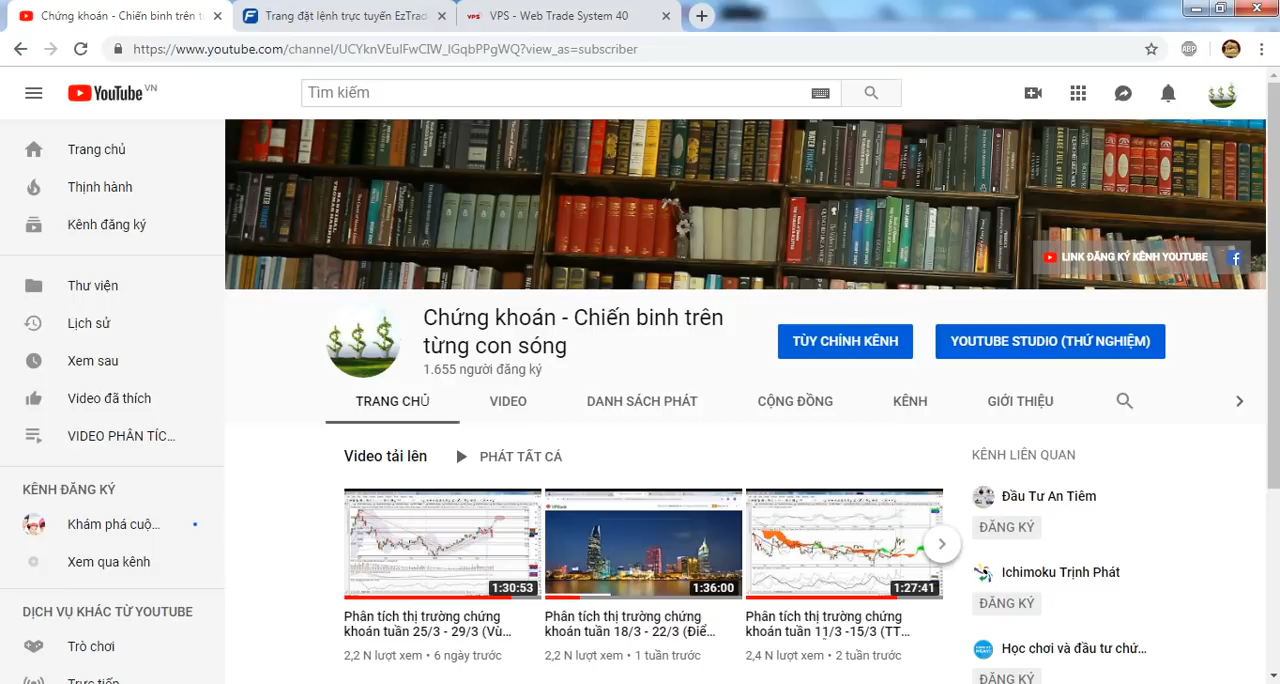 Chứng khoán - Chiến binh trên t
Trang đặt lệnh trực tuyến EzTrad
VPS - Web Trade System 40
https://www.youtube.com/channel/UCYknVEulFwCIW_IGqbPPgWQ?view_as=subscriber
ABP
YouTube VN
Tìm kiếm
Trang chủ
Thịnh hành
Kênh đăng ký
Thư viện
Lịch sử
Xem sau
Video đã thích
VIDEO PHÂN TÍC...
KÊNH ĐĂNG KÝ
Khám phá cuộ...
Xem qua kênh
DỊCH VỤ KHÁC TỪ YOUTUBE
Trò chơi
Trực tiếp
LINK ĐĂNG KÝ KÊNH YOUTUBE
Chứng khoán - Chiến binh trên
từng con sóng
1.655 người đăng ký
TÙY CHỈNH KÊNH
YOUTUBE STUDIO (THỬ NGHIỆM)
TRANG CHỦ
VIDEO
DANH SÁCH PHÁT
CỘNG ĐỒNG
KÊNH
GIỚI THIỆU
Video tải lên
PHÁT TẤT CẢ
1:30:53
Phân tích thị trường chứng
khoán tuần 25/3 - 29/3 (Vù...
2,2 N lượt xem • 6 ngày trước
1:36:00
Phân tích thị trường chứng
khoán tuần 18/3 - 22/3 (Điể...
2,2 N lượt xem • 1 tuần trước
1:27:41
Phân tích thị trường chứng
khoán tuần 11/3 -15/3 (TT...
2,4 N lượt xem • 2 tuần trước
KÊNH LIÊN QUAN
Đầu Tư An Tiêm
ĐĂNG KÝ
Ichimoku Trịnh Phát
ĐĂNG KÝ
Học chơi và đầu tư chứ...
ĐĂNG KÝ